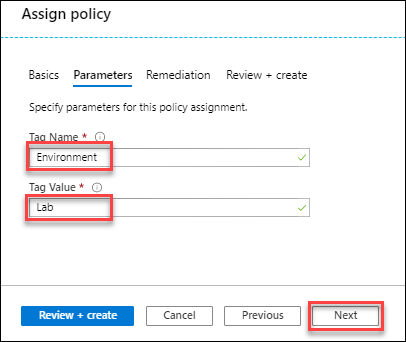 Assign policy
Basics Parameters Remediation Review + create
Specify parameters for this policy assignment.
Tag Name *
Environment
Tag Value *
Lab
Review + create Cancel Previous Next